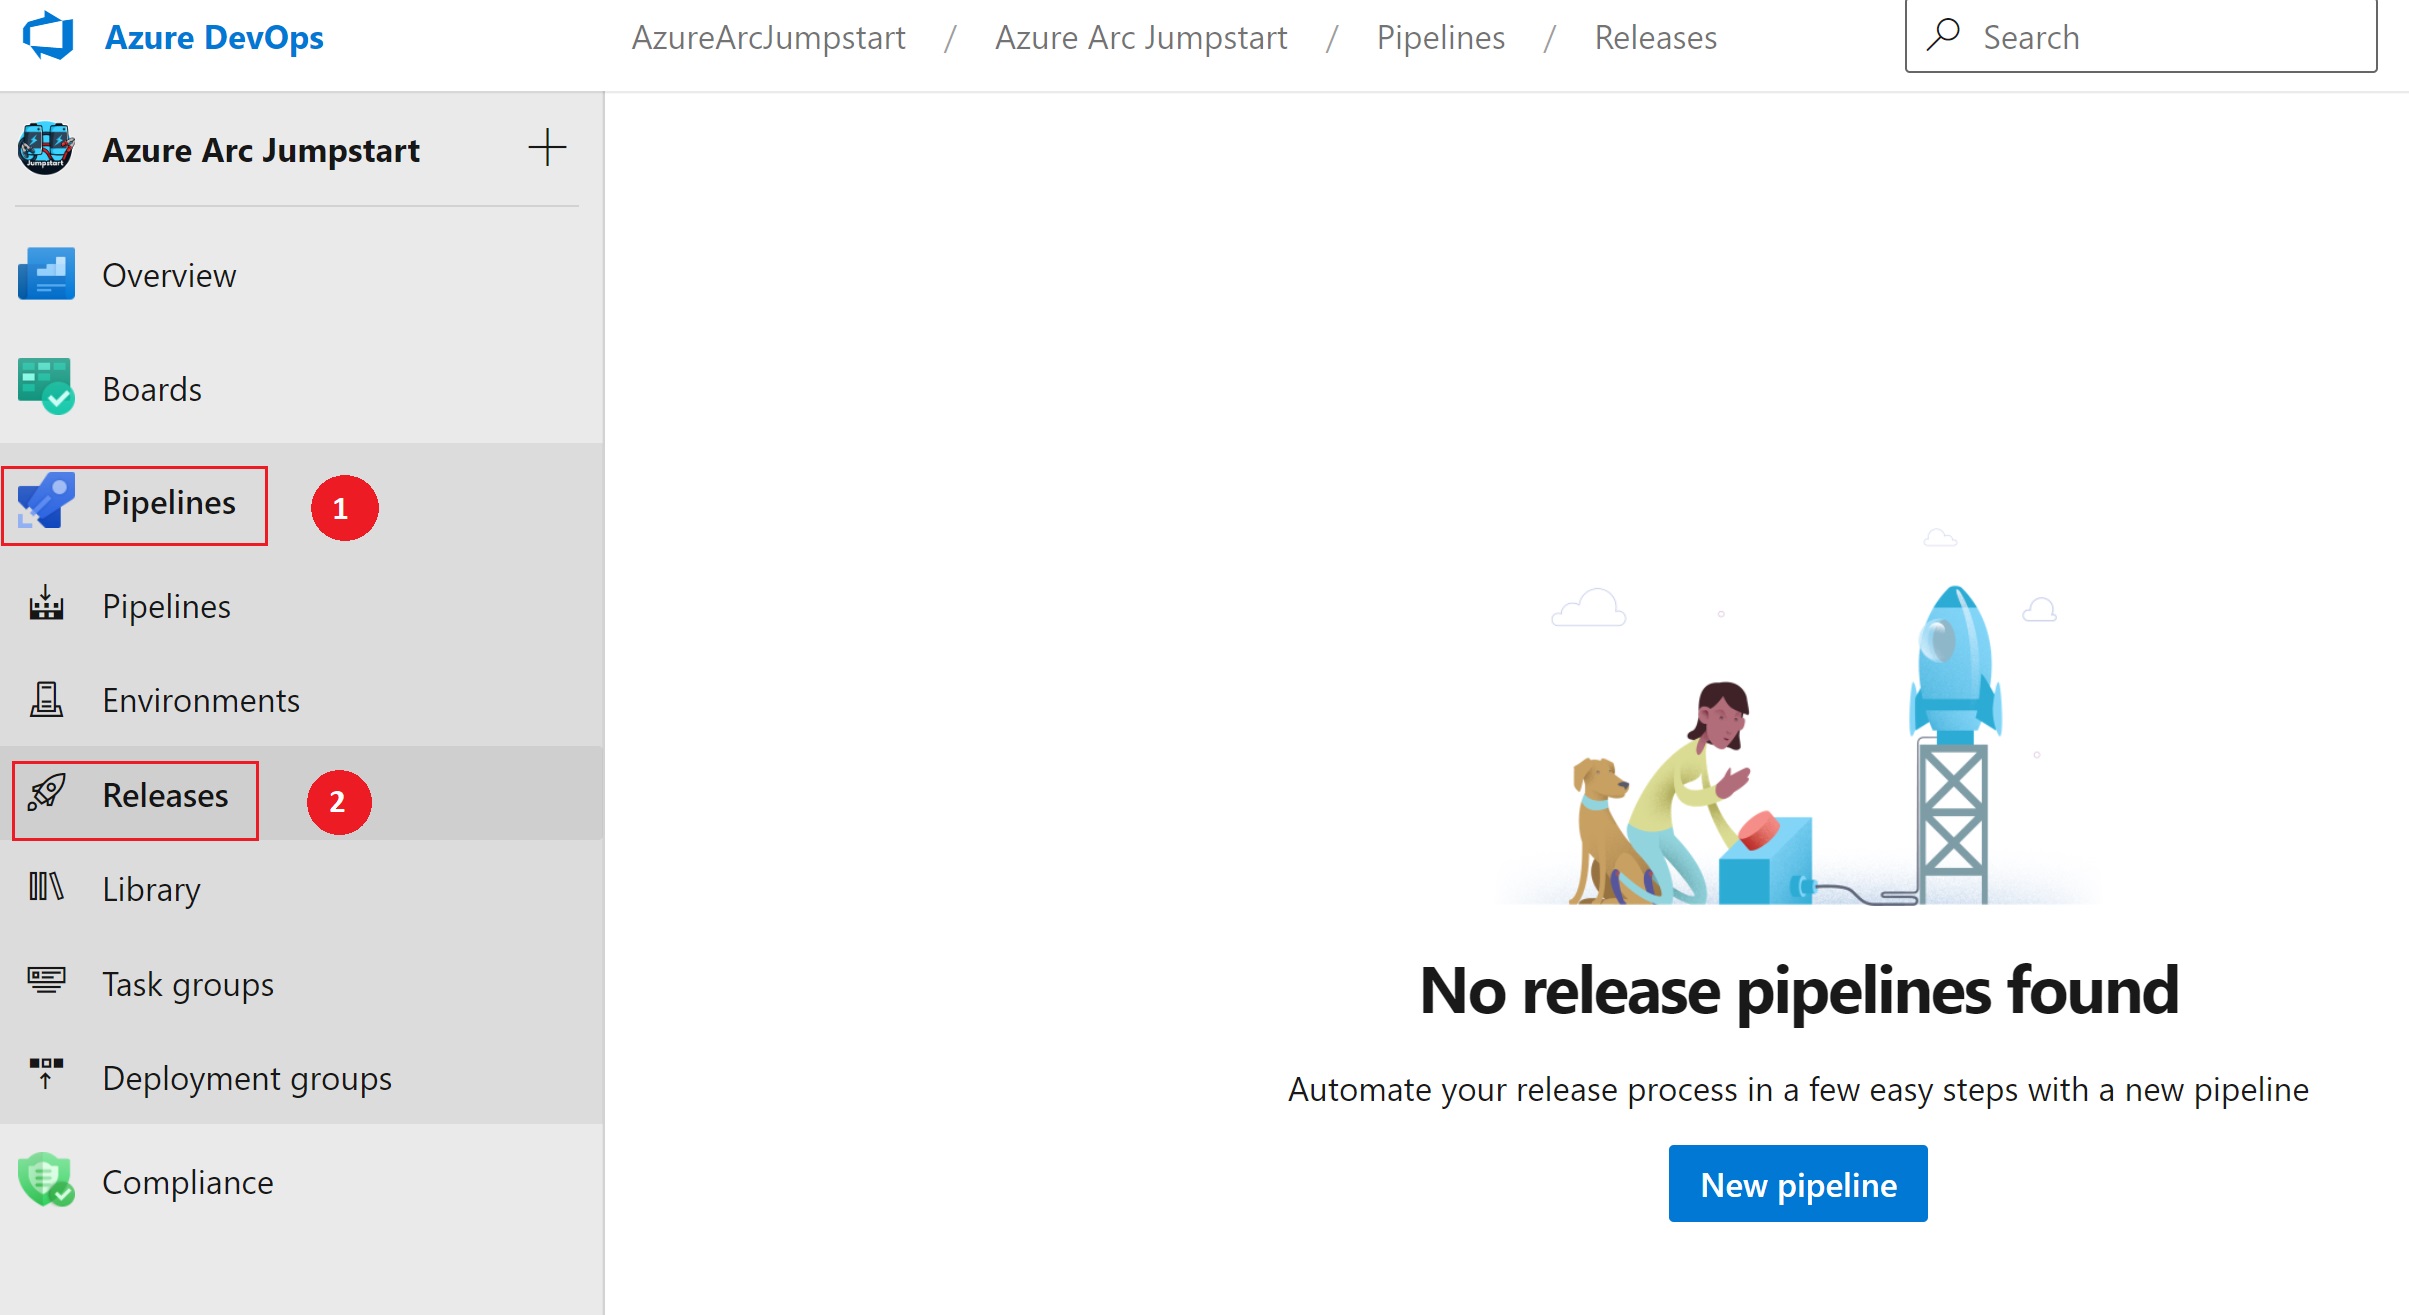 Azure DevOps
AzureArcJumpstart / Azure Arc Jumpstart / Pipelines / Releases
Search
Jumpstart
Azure Arc Jumpstart
Overview
Boards
Pipelines
1
Pipelines
Environments
Releases
2
Library
Task groups
Deployment groups
Compliance
No release pipelines found
Automate your release process in a few easy steps with a new pipeline
New pipeline